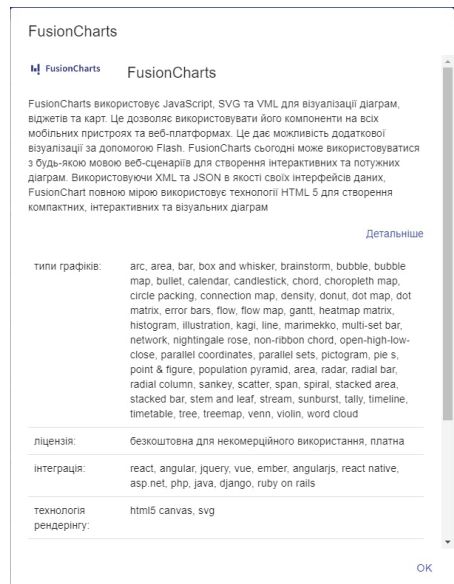 FusionCharts
FusionCharts
FusionCharts
FusionCharts використовує JavaScript, SVG та VML для візуалізації діаграм,
віджетів та карт. Це дозволяє використовувати його компоненти на всіх
мобільних пристроях та веб-платформах. Це дає можливість додаткової
візуалізації за допомогою Flash. FusionCharts сьогодні може використовуватися
з будь-якою мовою веб-сценаріїв для створення інтерактивних та потужних
діаграм. Використовуючи XML та JSON в якості своїх інтерфейсів даних,
FusionChart повною мірою використовує технології HTML 5 для створення
компактних, інтерактивних та візуальних діаграм
Детальніше
типи графіків: arc, area, bar, box and whisker, brainstorm, bubble, bubble
map, bullet, calendar, candlestick, chord, choropleth map,
circle packing, connection map, density, donut, dot map, dot
matrix, error bars, flow, flow map, gantt, heatmap matrix,
histogram, illustration, kagi, line, marimekko, multi-set bar,
network, nightingale rose, non-ribbon chord, open-high-low-
close, parallel coordinates, parallel sets, pictogram, pie s,
point & figure, population pyramid, area, radar, radial bar,
radial column, sankey, scatter, span, spiral, stacked area,
stacked bar, stem and leaf, stream, sunburst, tally, timeline,
timetable, tree, treemap, venn, violin, word cloud
ліцензія: безкоштовна для некомерційного використання, платна
інтеграція: react, angular, jquery, vue, ember, angularjs, react native,
asp.net, php, java, django, ruby on rails
технологія html5 canvas, svg
рендерінгу:
OK